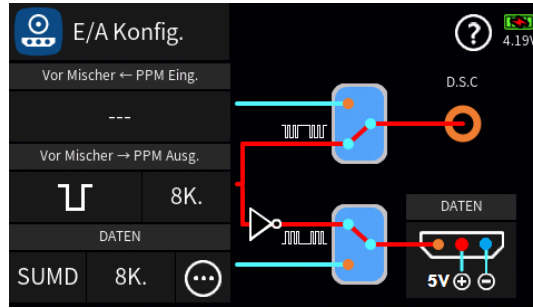 E/A Konfig.
4.19V
Vor Mischer ← PPM Eing.
---
D.S.C
Vor Mischer → PPM Ausg.
8K.
DATEN
SUMD 8K.
DATEN
5V